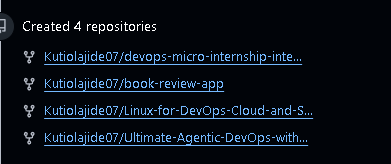 Created 4 repositories
Kutiolajide07/devops-micro-internship-inte...
Kutiolajide07/book-review-app
Kutiolajide07/Linux-for-DevOps-Cloud-and-S...
Kutiolajide07/Ultimate-Agentic-DevOps-with...